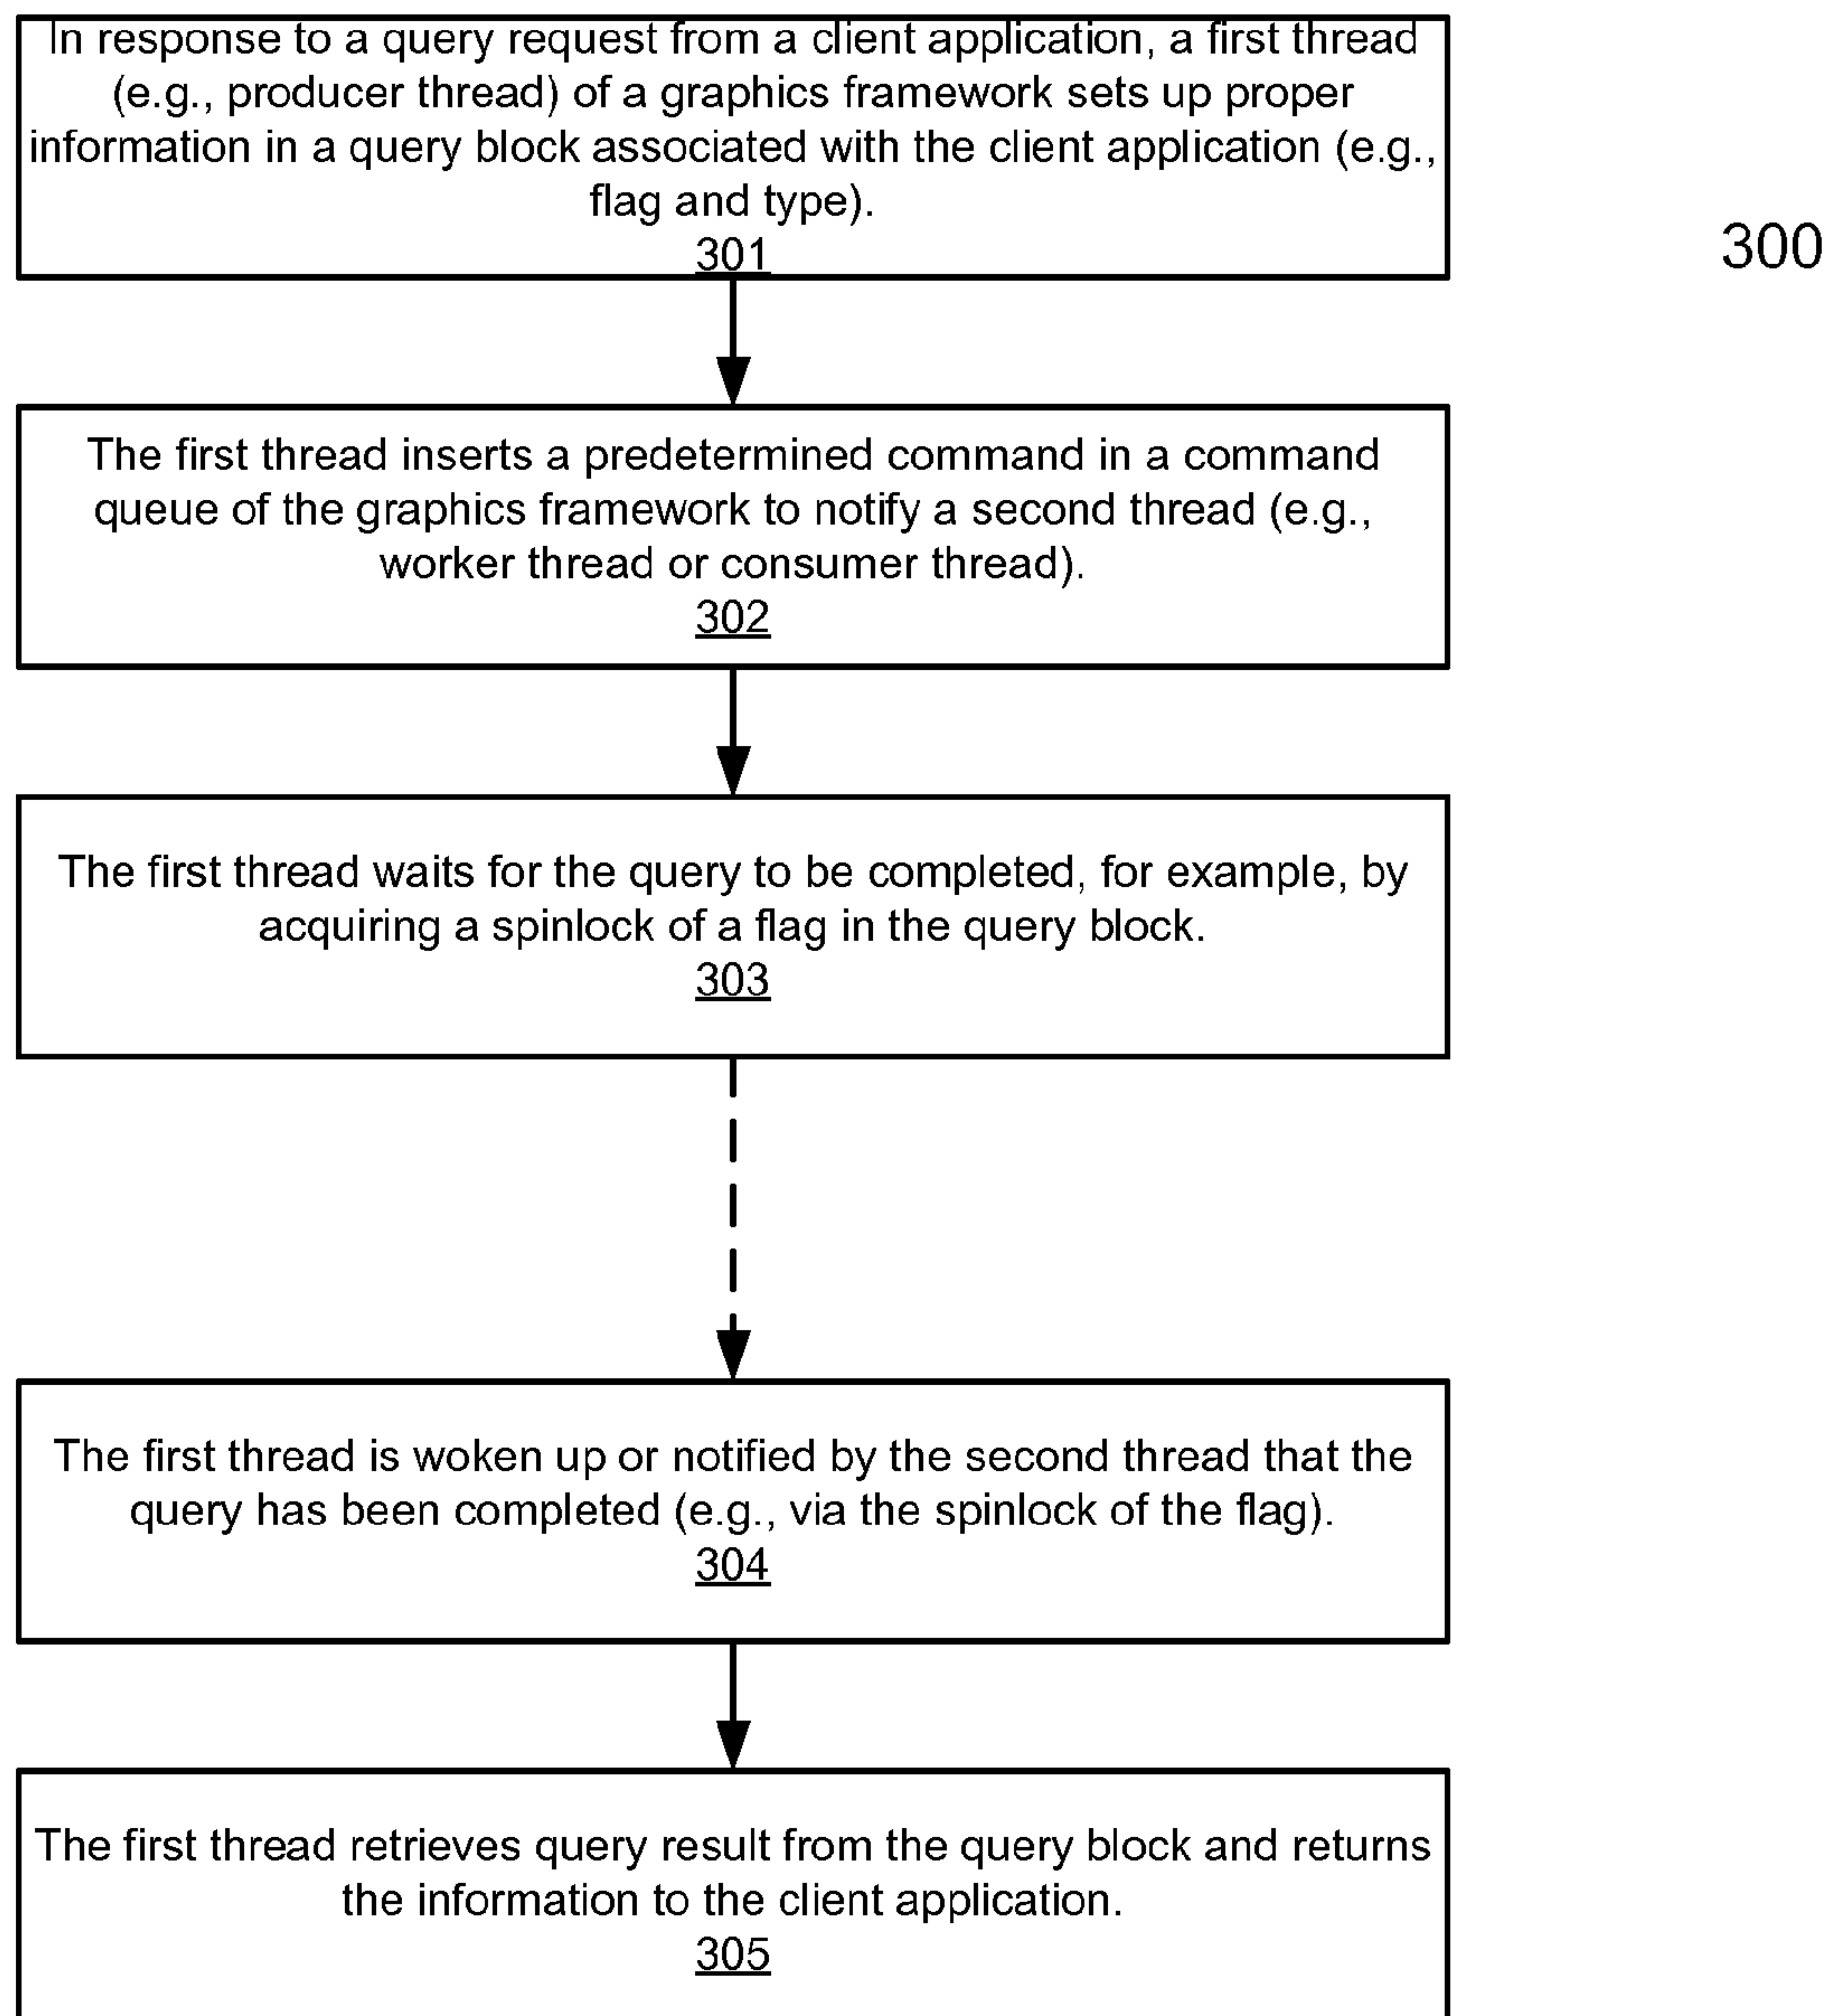 In response to a query request from a client application, a first thread
(e.g., producer thread) of a graphics framework sets up proper
information in a query block associated with the client application (e.g.,
flag and type).
301
300
The first thread inserts a predetermined command in a command
queue of the graphics framework to notify a second thread (e.g.,
worker thread or consumer thread).
302
The first thread waits for the query to be completed, for example, by
acquiring a spinlock of a flag in the query block.
303
The first thread is woken up or notified by the second thread that the
query has been completed (e.g., via the spinlock of the flag).
304
The first thread retrieves query result from the query block and returns
the information to the client application.
305